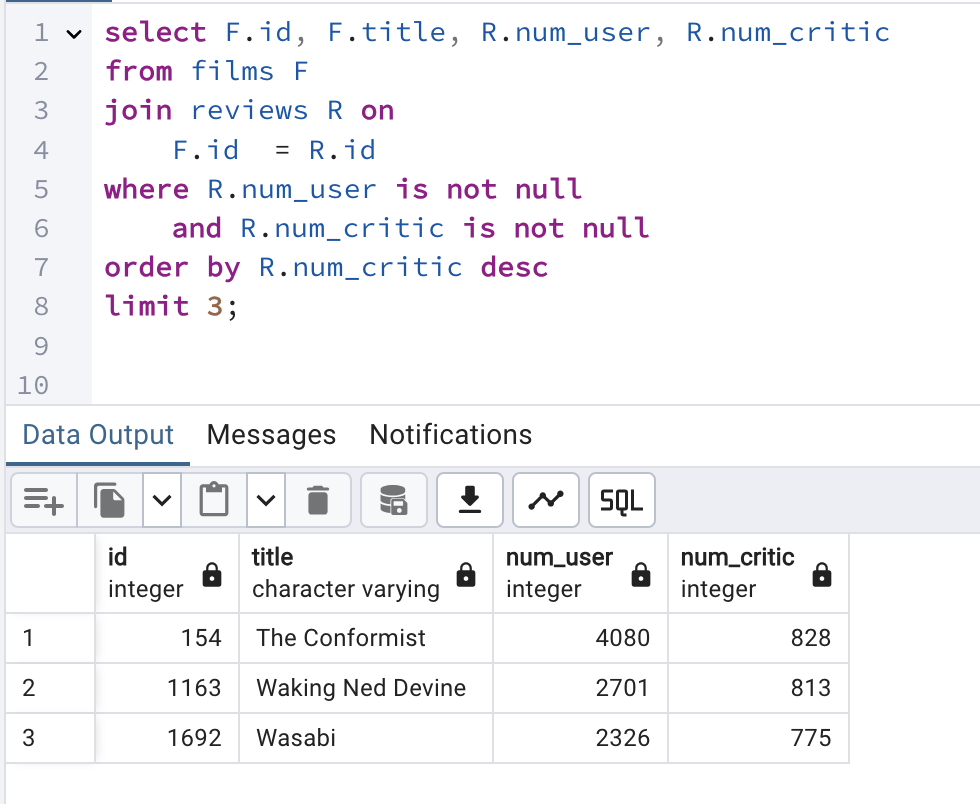 1 select F.id, F.title, R.num_user, R.num_critic
2 from films F
3 join reviews R on
4     F.id  = R.id
5 where R.num_user is not null
6     and R.num_critic is not null
7 order by R.num_critic desc
8 limit 3;
9
10
Data Output Messages Notifications
SQL
id title num_user num_critic
integer character varying integer integer
1 154 The Conformist 4080 828
2 1163 Waking Ned Devine 2701 813
3 1692 Wasabi 2326 775